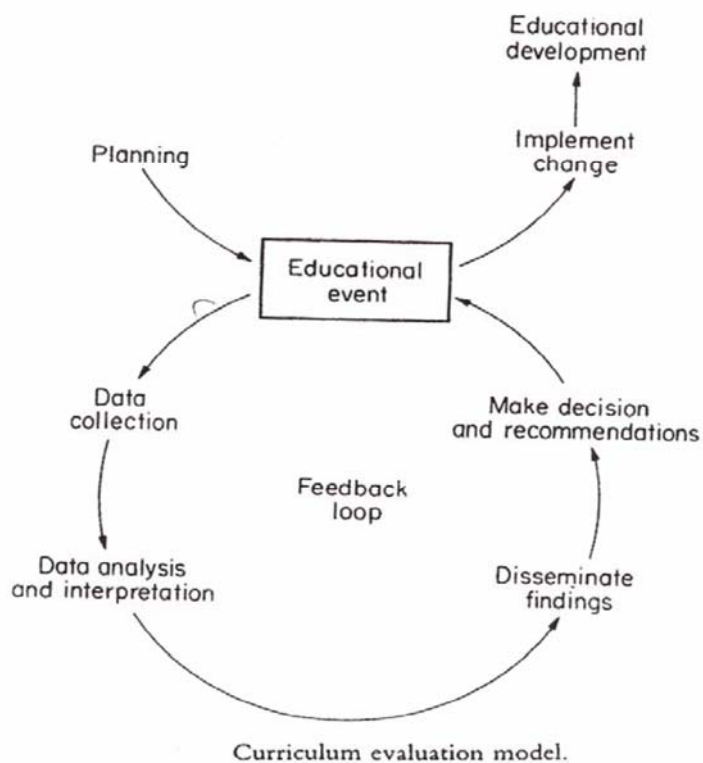 Educational
development
Implement
change
Planning
Educational
event
Data
collection
Make decision
and recommendations
Feedback
loop
Data analysis
and interpretation
Disseminate
findings
Curriculum evaluation model.